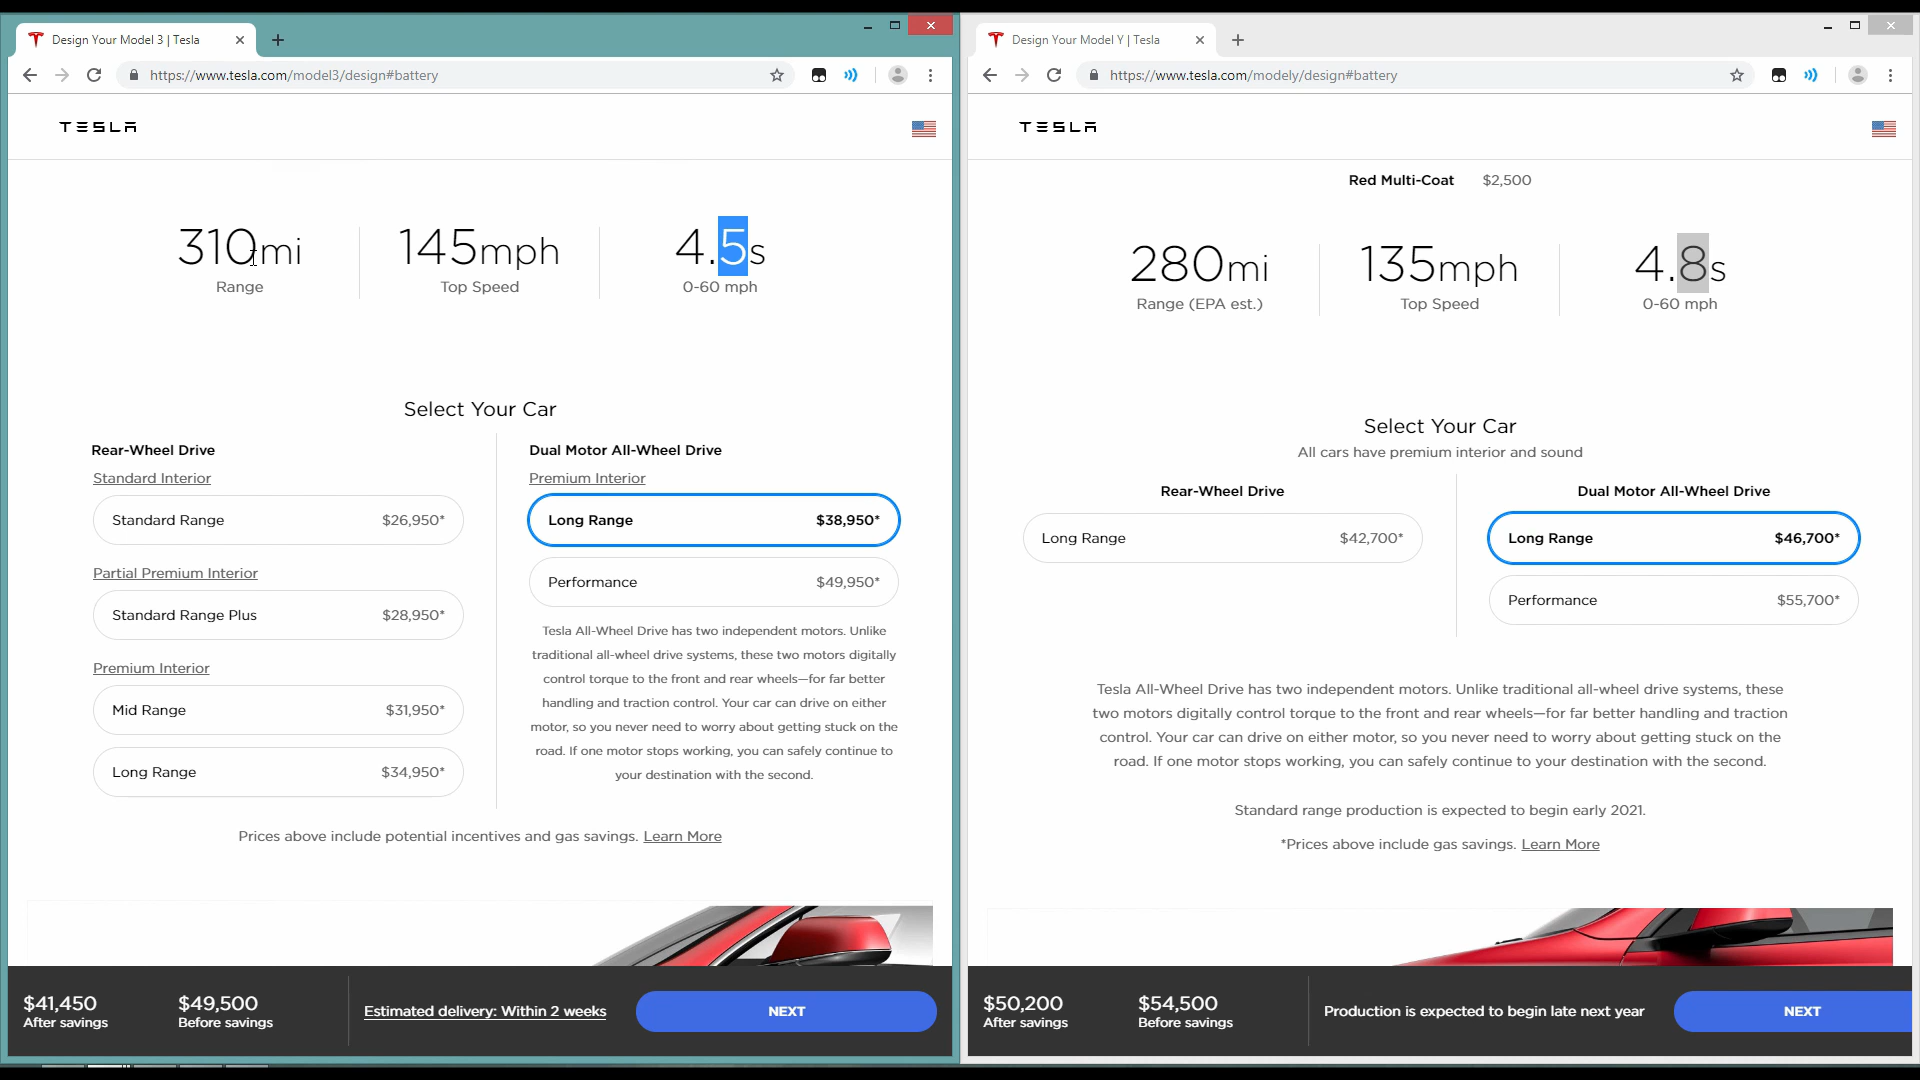 Design Your Model 3 | Tesla
https://www.tesla.com/model3/design#battery
TESLA
310mi
Range
145mph
Top Speed
4.5s
0-60 mph
Select Your Car
Rear-Wheel Drive
Standard Interior
Standard Range $26,950*
Partial Premium Interior
Standard Range Plus $28,950*
Premium Interior
Mid Range $31,950*
Long Range $34,950*
Dual Motor All-Wheel Drive
Premium Interior
Long Range $38,950*
Performance $49,950*
Tesla All-Wheel Drive has two independent motors. Unlike
traditional all-wheel drive systems, these two motors digitally
control torque to the front and rear wheels—for far better
handling and traction control. Your car can drive on either
motor, so you never need to worry about getting stuck on the
road. If one motor stops working, you can safely continue to
your destination with the second.
Prices above include potential incentives and gas savings. Learn More
$41,450
After savings
$49,500
Before savings
Estimated delivery: Within 2 weeks
NEXT
Design Your Model Y | Tesla
https://www.tesla.com/modely/design#battery
TESLA
Red Multi-Coat $2,500
280mi
Range (EPA est.)
135mph
Top Speed
4.8s
0-60 mph
Select Your Car
All cars have premium interior and sound
Rear-Wheel Drive
Long Range $42,700*
Dual Motor All-Wheel Drive
Long Range $46,700*
Performance $55,700*
Tesla All-Wheel Drive has two independent motors. Unlike traditional all-wheel drive systems, these
two motors digitally control torque to the front and rear wheels—for far better handling and traction
control. Your car can drive on either motor, so you never need to worry about getting stuck on the
road. If one motor stops working, you can safely continue to your destination with the second.
Standard range production is expected to begin early 2021.
*Prices above include gas savings. Learn More
$50,200
After savings
$54,500
Before savings
Production is expected to begin late next year
NEXT